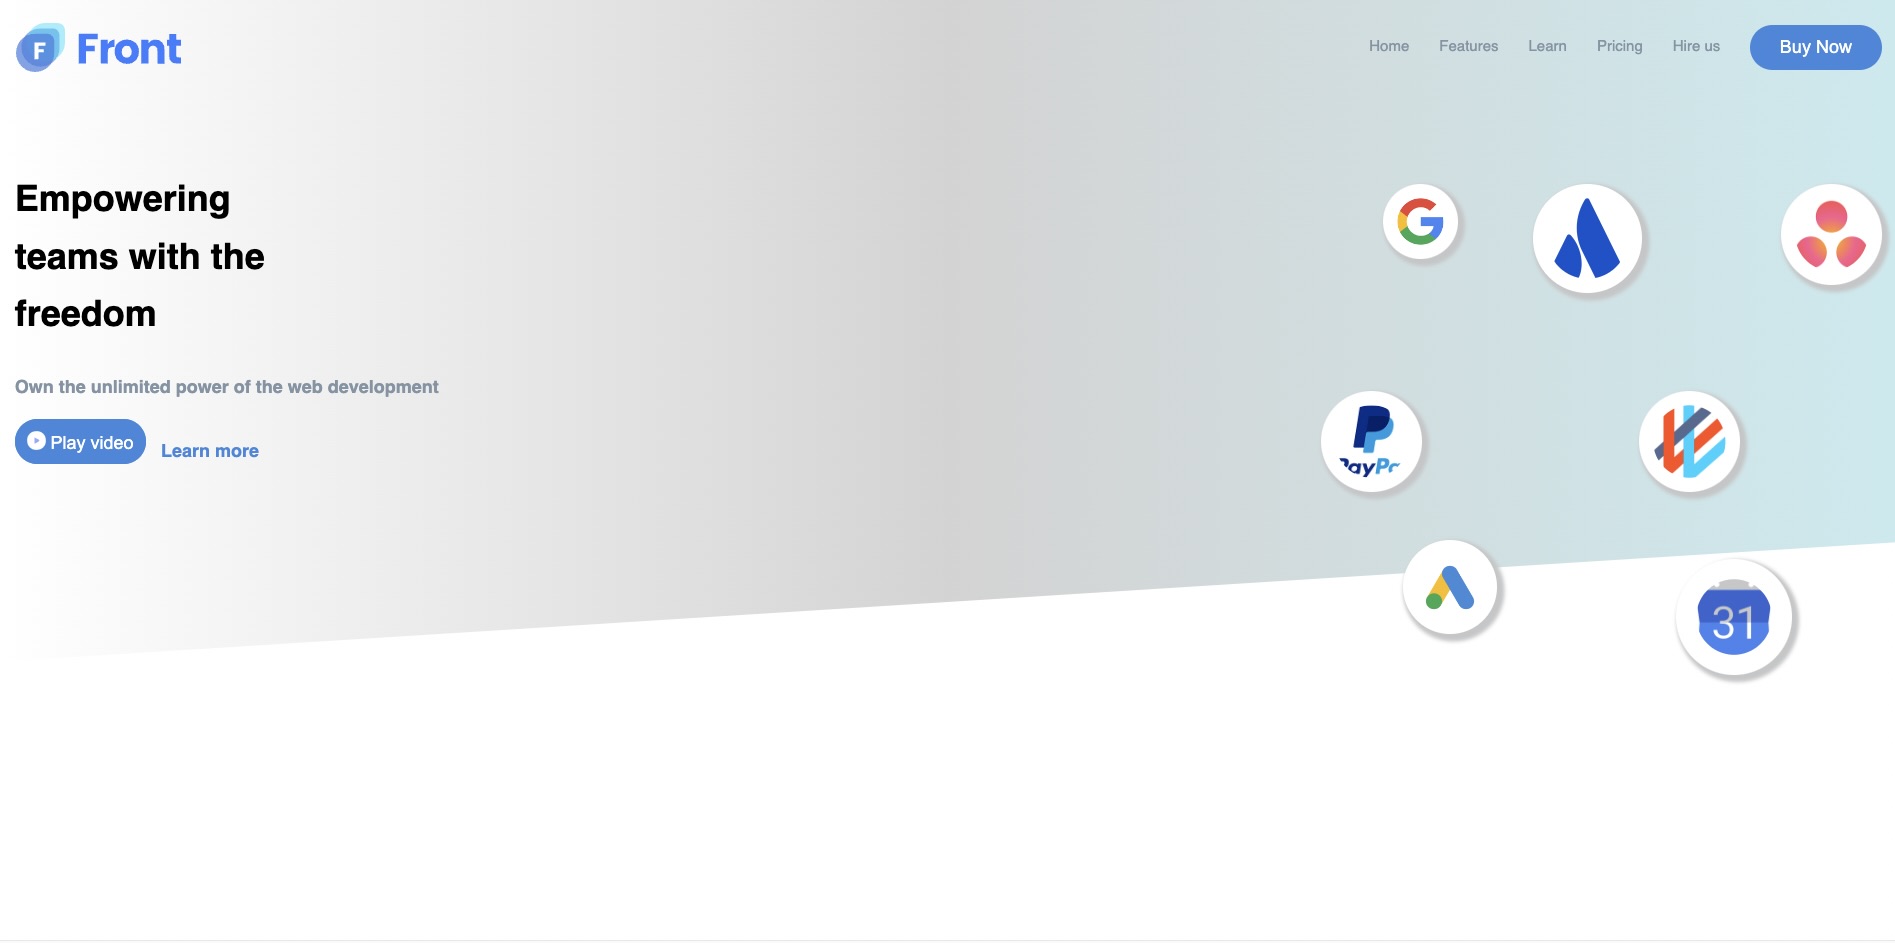 F Front
Home Features Learn Pricing Hire us Buy Now
Empowering
teams with the
freedom
Own the unlimited power of the web development
Play video Learn more
PayPal
31